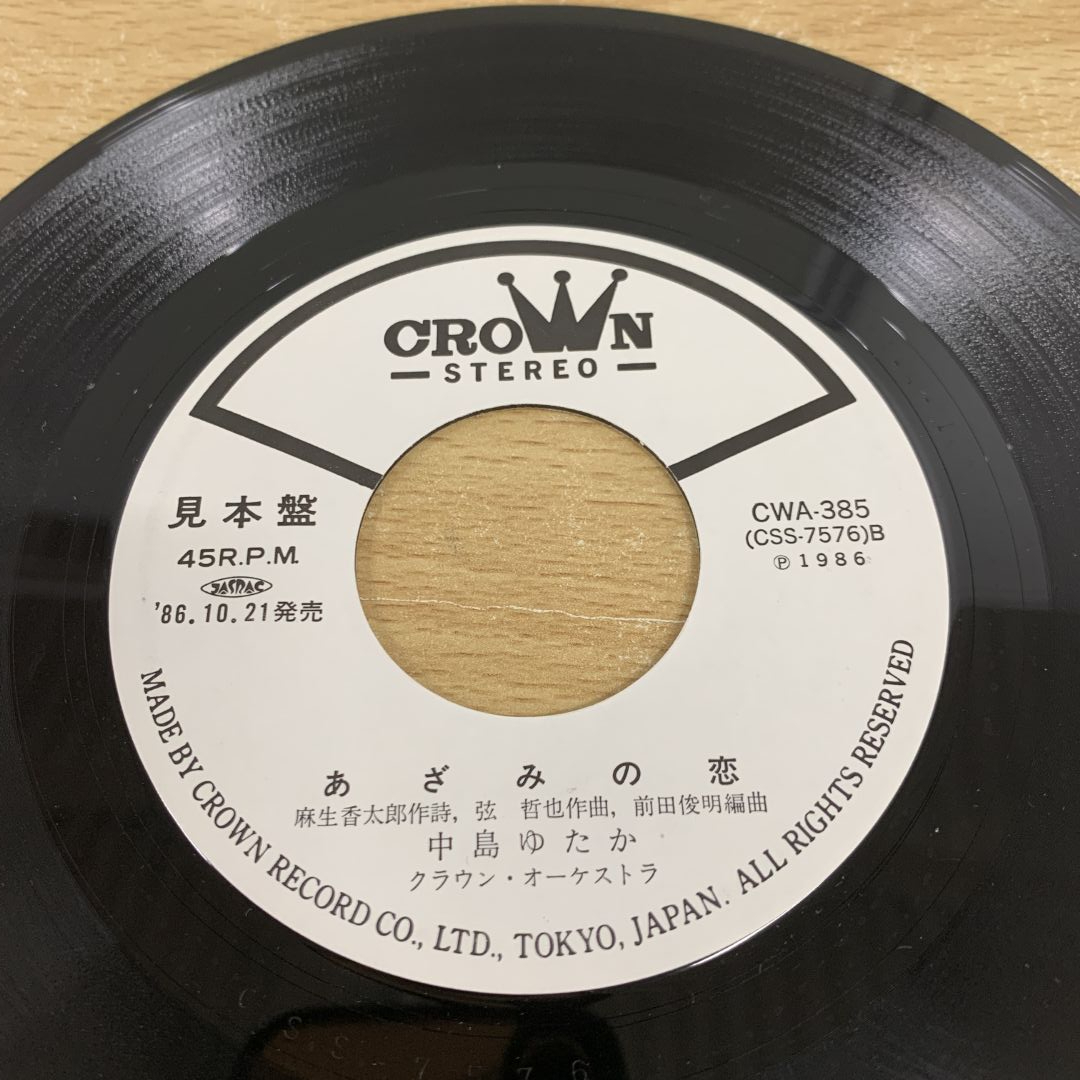 CROWN
STEREO
見本盤
45R.P.M.
JASRAC
'86.10.21発売
CWA-385
(CSS-7576)B
Ⓟ1986
あざみの恋
麻生香太郎作詩, 弦 哲也作曲, 前田俊明編曲
中島ゆたか
クラウン・オーケストラ
MADE BY CROWN RECORD CO., LTD., TOKYO, JAPAN. ALL RIGHTS RESERVED